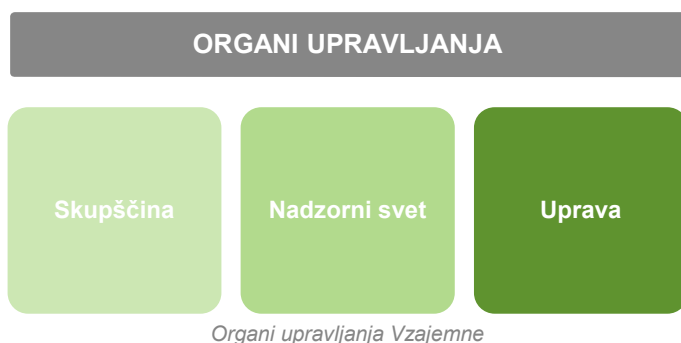 ORGANI UPRAVLJANJA
Skupščina
Nadzorni svet
Uprava
Organi upravljanja Vzajemne